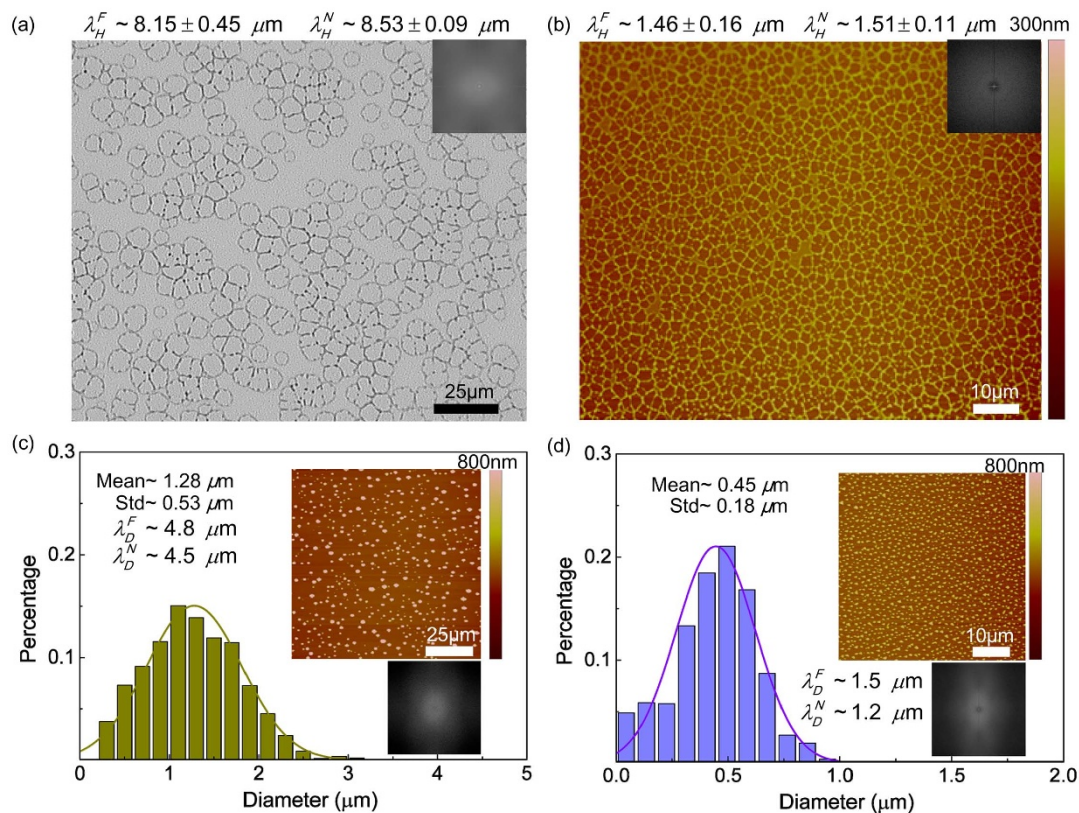 (a) λ_H^F ~ 8.15 ± 0.45 μm λ_H^N ~ 8.53 ± 0.09 μm
25μm
(b) λ_H^F ~ 1.46 ± 0.16 μm λ_H^N ~ 1.51 ± 0.11 μm 300nm
10μm
(c)
0.3
0.2
0.1
Percentage
Mean~ 1.28 μm
Std~ 0.53 μm
λ_D^F ~ 4.8 μm
λ_D^N ~ 4.5 μm
800nm
25μm
0 1 2 3 4 5
Diameter (μm)
(d)
0.3
0.2
0.1
Percentage
Mean~ 0.45 μm
Std~ 0.18 μm
800nm
10μm
λ_D^F ~ 1.5 μm
λ_D^N ~ 1.2 μm
0.0 0.5 1.0 1.5 2.0
Diameter (μm)